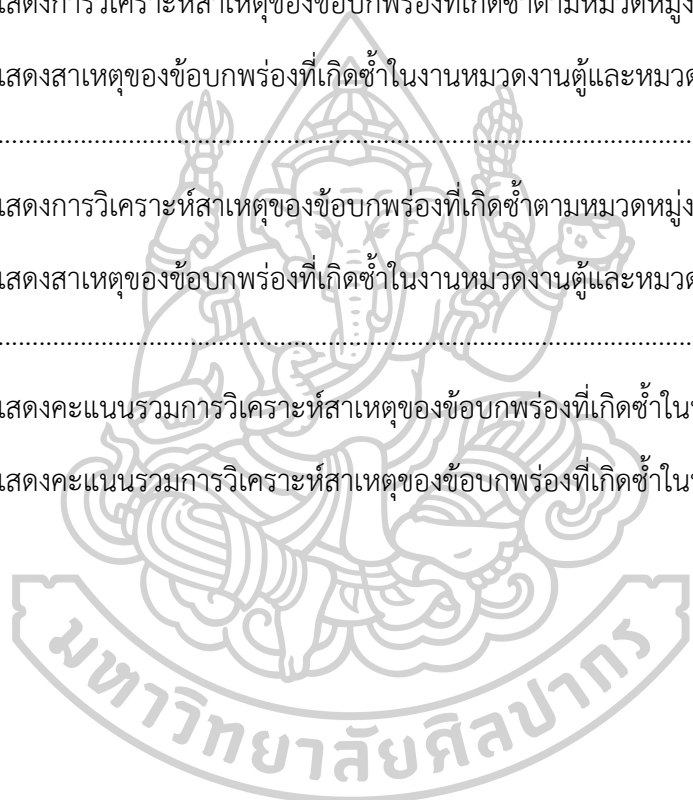 แสดงการวิเคราะห์สาเหตุของข้อบกพร่องที่เกิดซ้ำตามหมวดหมู่ง
แสดงสาเหตุของข้อบกพร่องที่เกิดซ้ำในงานหมวดงานตู้และหมวด
................................................................................................
แสดงการวิเคราะห์สาเหตุของข้อบกพร่องที่เกิดซ้ำตามหมวดหมู่ง
แสดงสาเหตุของข้อบกพร่องที่เกิดซ้ำในงานหมวดงานตู้และหมวด
................................................................................................
แสดงคะแนนรวมการวิเคราะห์สาเหตุของข้อบกพร่องที่เกิดซ้ำใน
แสดงคะแนนรวมการวิเคราะห์สาเหตุของข้อบกพร่องที่เกิดซ้ำใน
มหาวิทยาลัยศิลปากร